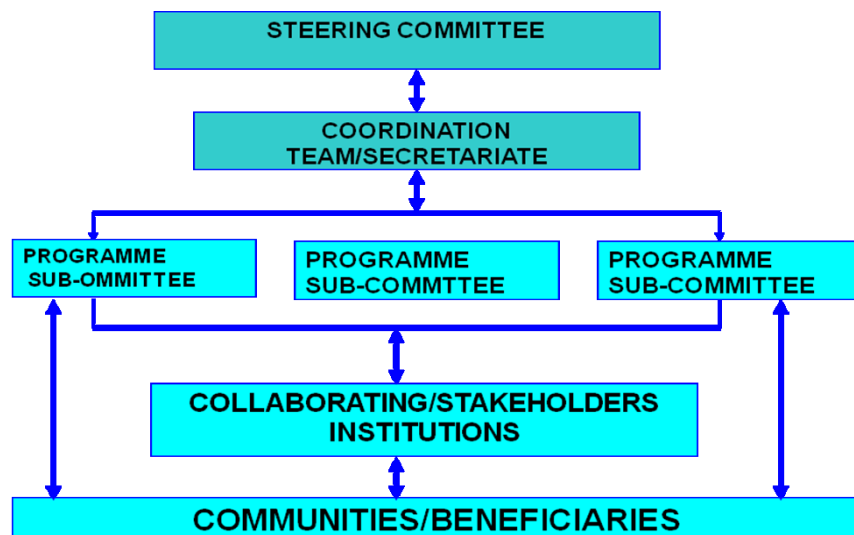 STEERING COMMITTEE
COORDINATION
TEAM/SECRETARIATE
PROGRAMME
SUB-OMMITTEE
PROGRAMME
SUB-COMMTTEE
PROGRAMME
SUB-COMMITTEE
COLLABORATING/STAKEHOLDERS
INSTITUTIONS
COMMUNITIES/BENEFICIARIES